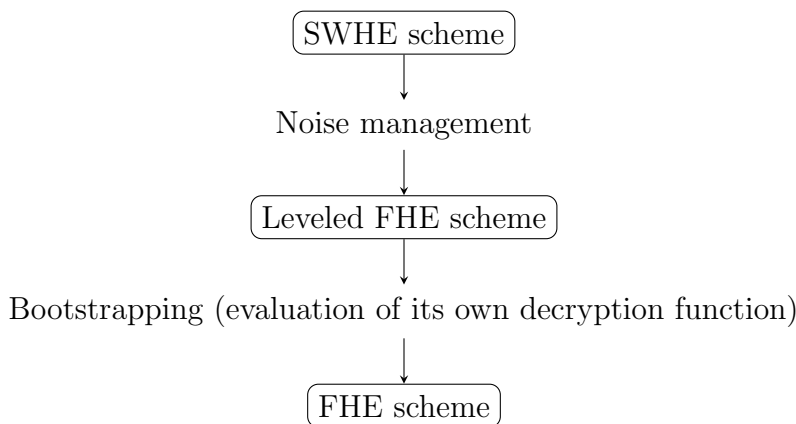 SWHE scheme
Noise management
Leveled FHE scheme
Bootstrapping (evaluation of its own decryption function)
FHE scheme